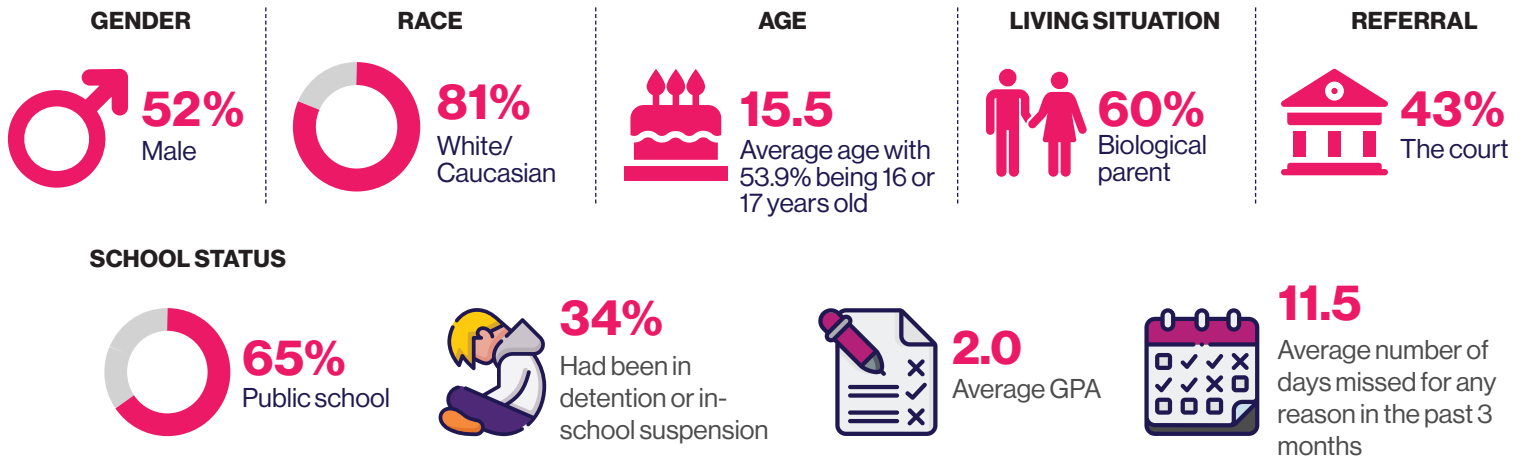 GENDER
52%
Male
RACE
81%
White/
Caucasian
AGE
15.5
Average age with
53.9% being 16 or
17 years old
LIVING SITUATION
60%
Biological
parent
REFERRAL
43%
The court
SCHOOL STATUS
65%
Public school
34%
Had been in
detention or in-
school suspension
2.0
Average GPA
11.5
Average number of
days missed for any
reason in the past 3
months